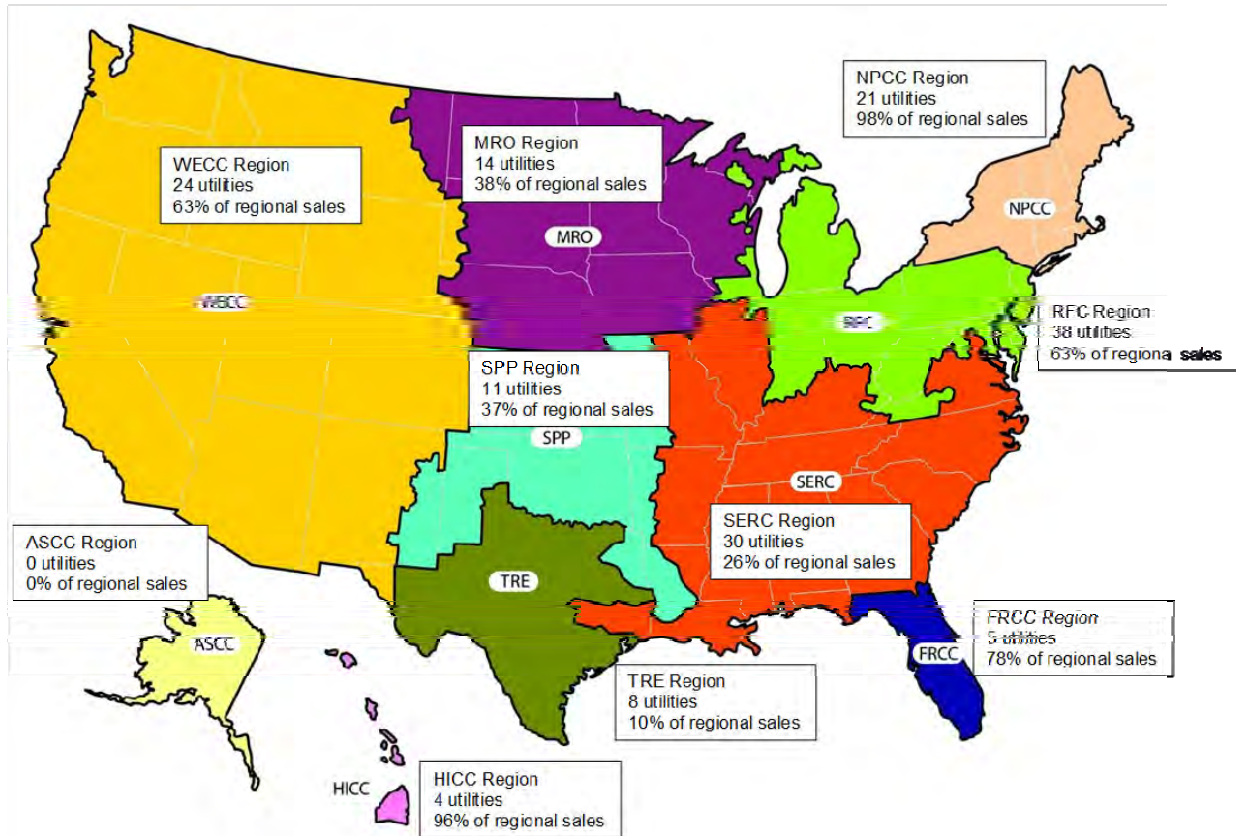 NPCC Region
21 utilities
98% of regional sales
MRO Region
14 utilities
38% of regional sales
WECC Region
24 utilities
63% of regional sales
NPCC
MRO
WECC
RFC
RFC Region
38 utilities
63% of regional sales
SPP Region
11 utilities
37% of regional sales
SPP
SERC
SERC Region
30 utilities
26% of regional sales
ASCC Region
0 utilities
0% of regional sales
TRE
FRCC Region
5 utilities
78% of regional sales
ASCC
FRCC
TRE Region
8 utilities
10% of regional sales
HICC
HICC Region
4 utilities
96% of regional sales